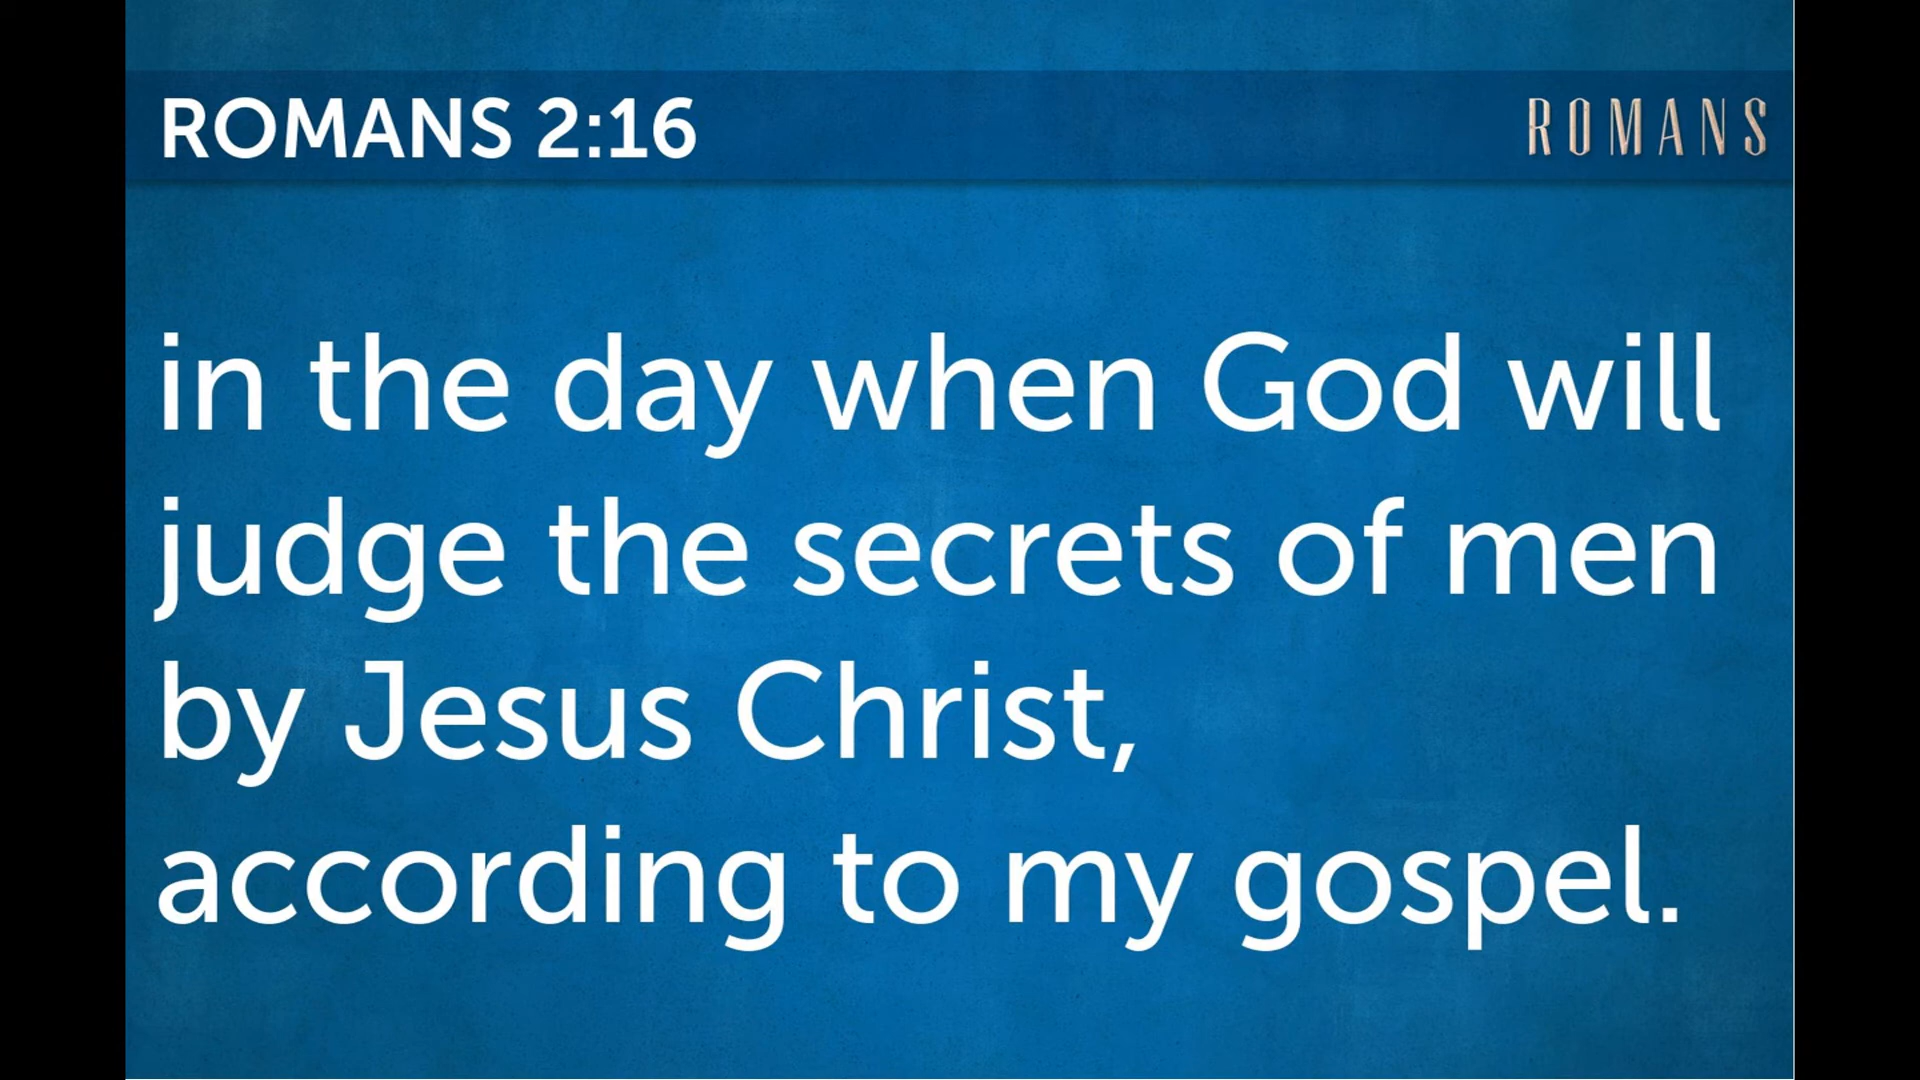 ROMANS 2:16
ROMANS
in the day when God will
judge the secrets of men
by Jesus Christ,
according to my gospel.